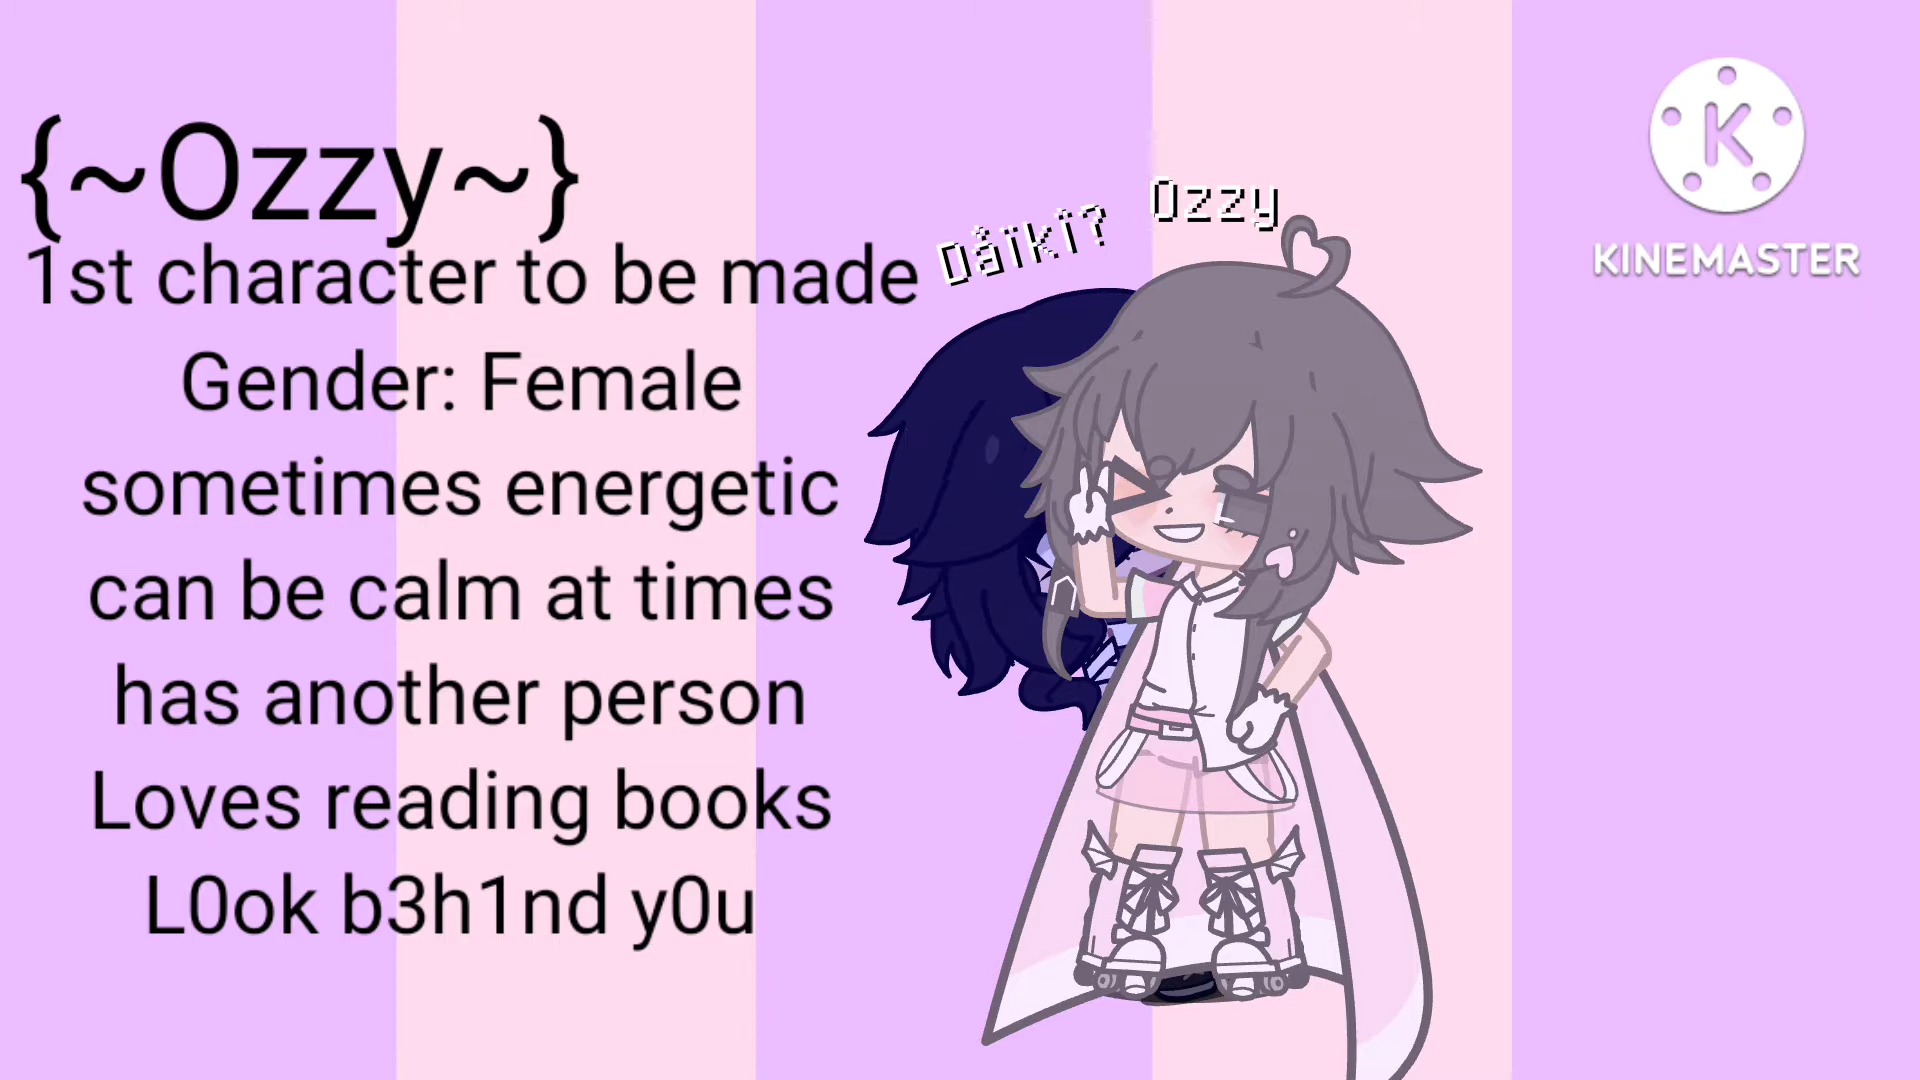 {~Ozzy~}
1st character to be made
Gender: Female
sometimes energetic
can be calm at times
has another person
Loves reading books
L0ok b3h1nd y0u
Dåïkî?
Ozzy
K
KINEMASTER